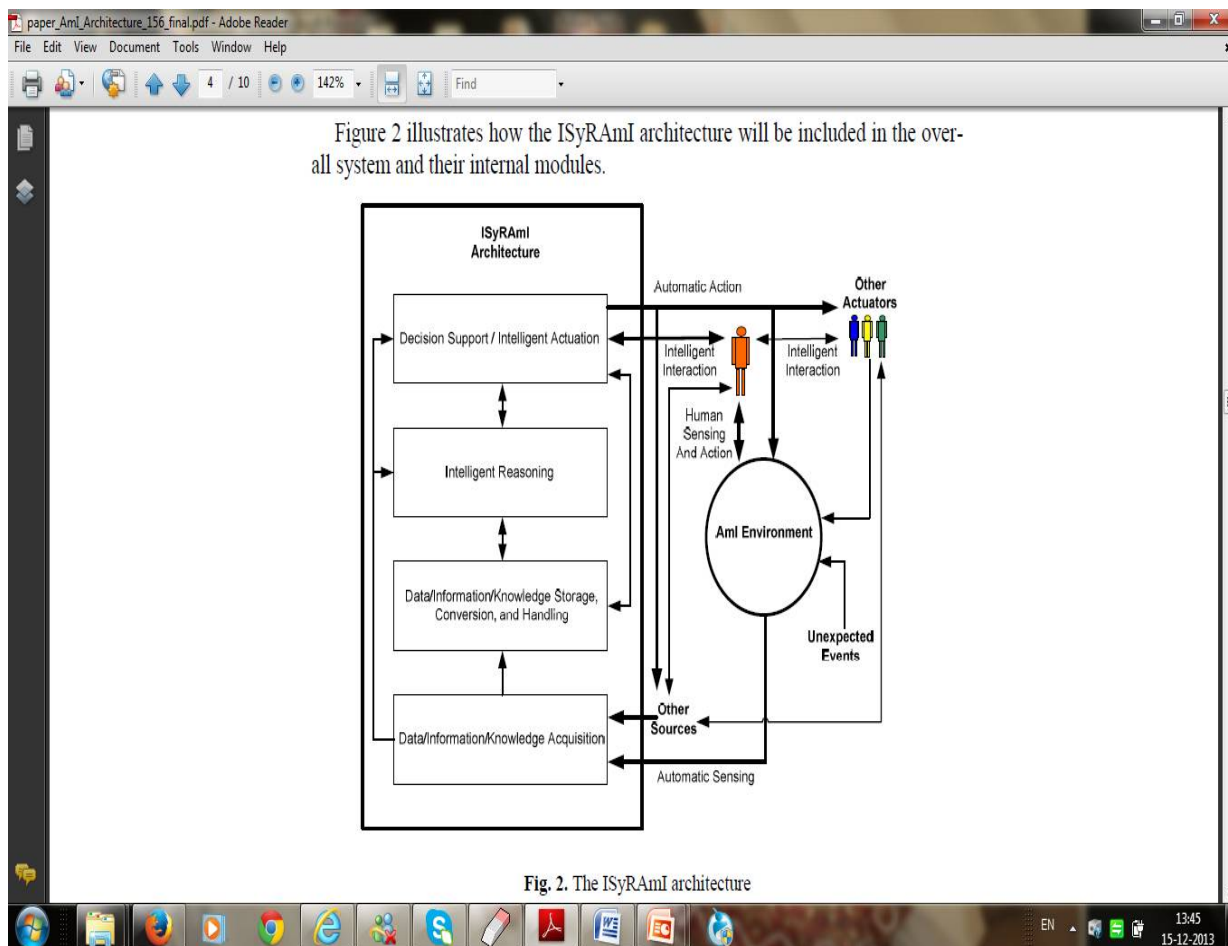 paper_AmI_Architecture_156_final.pdf - Adobe Reader
File Edit View Document Tools Window Help
4 / 10 142% Find
Figure 2 illustrates how the ISyRAmI architecture will be included in the over-
all system and their internal modules.
ISyRAmI
Architecture
Automatic Action
Other
Actuators
Decision Support / Intelligent Actuation
Intelligent
Interaction
Intelligent
Interaction
Human
Sensing
And Action
Intelligent Reasoning
AmI Environment
Data/Information/Knowledge Storage,
Conversion, and Handling
Unexpected
Events
Other
Sources
Data/Information/Knowledge Acquisition
Automatic Sensing
Fig. 2. The ISyRAmI architecture
EN
13:45
15-12-2013